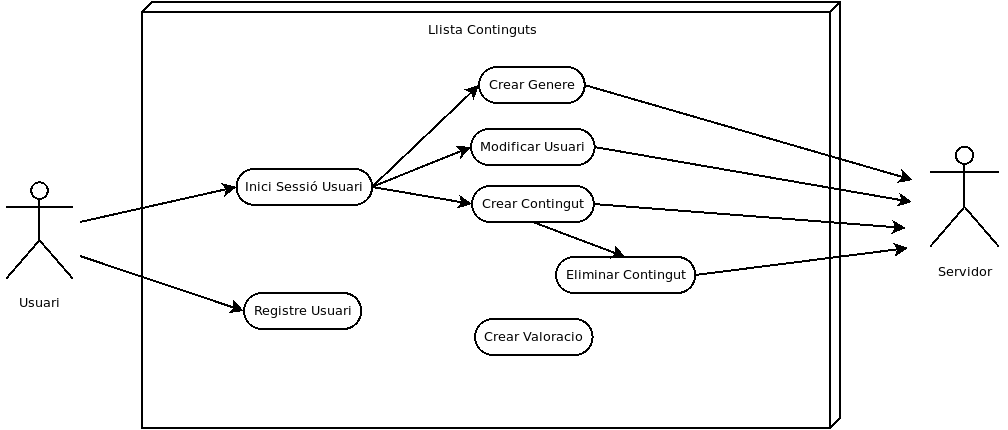 Llista Continguts
Crear Genere
Modificar Usuari
Inici Sessió Usuari
Crear Contingut
Eliminar Contingut
Servidor
Usuari
Registre Usuari
Crear Valoracio